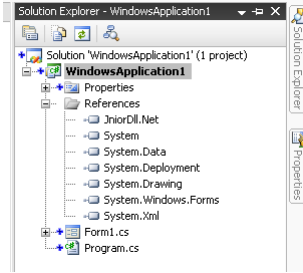 Solution Explorer - WindowsApplication1
Solution 'WindowsApplication1' (1 project)
WindowsApplication1
Properties
References
JniorDll.Net
System
System.Data
System.Deployment
System.Drawing
System.Windows.Forms
System.Xml
Form1.cs
Program.cs
Solution Explorer
Properties